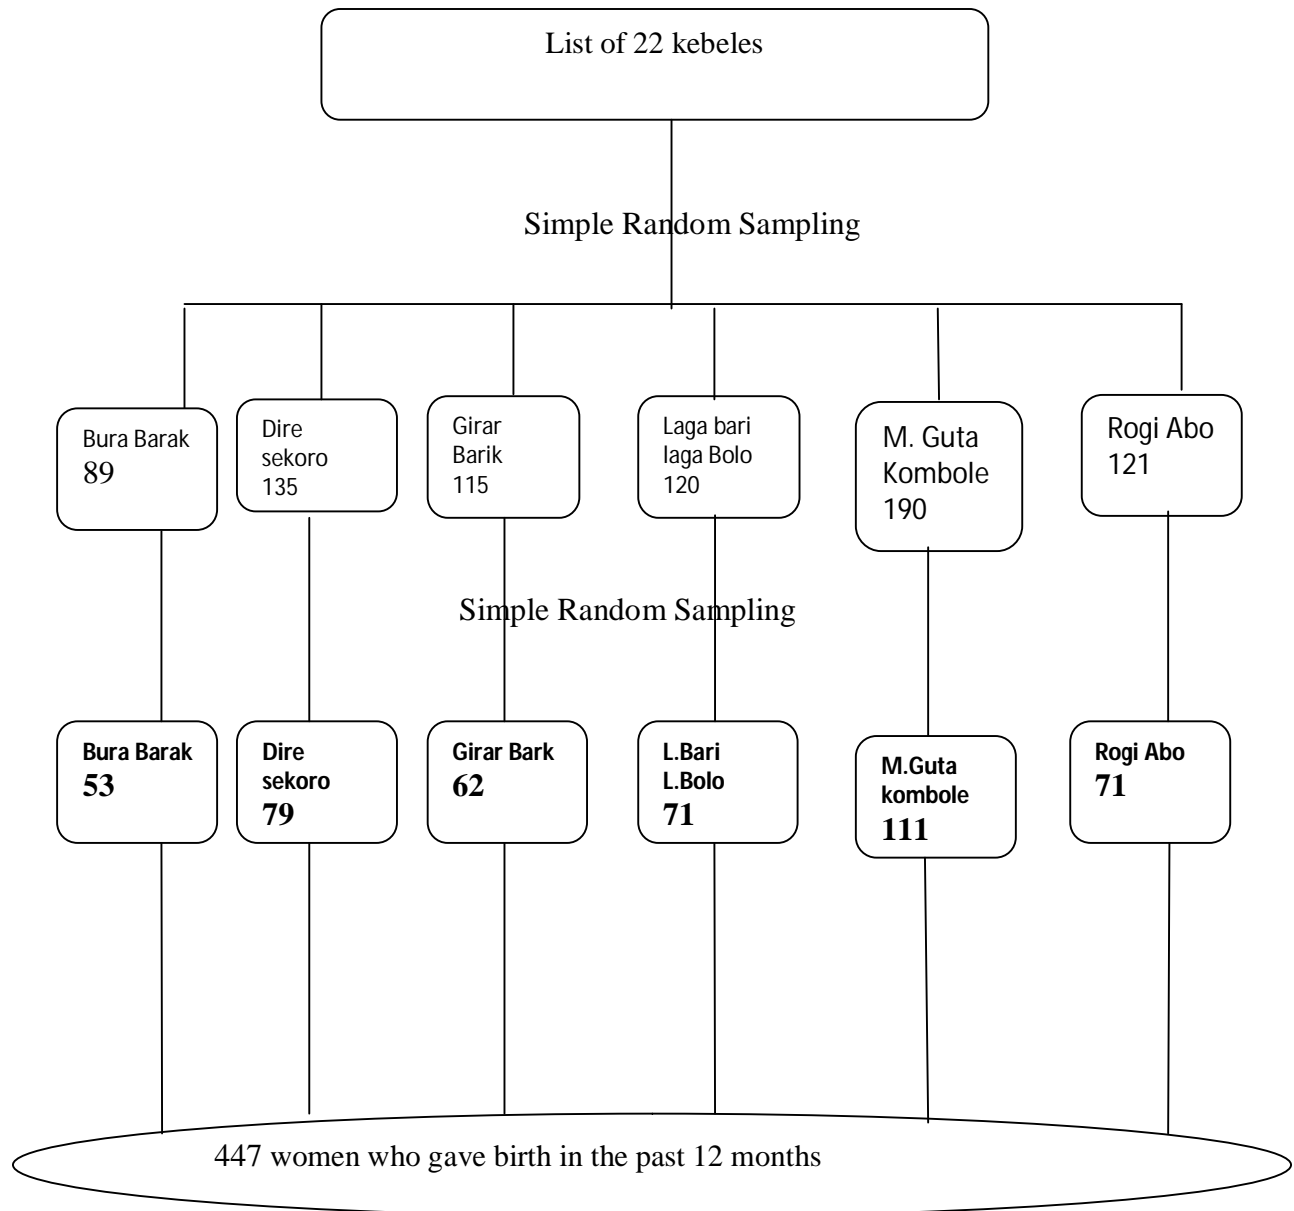 List of 22 kebeles
Simple Random Sampling
Bura Barak
89
Dire
sekoro
135
Girar
Barik
115
Laga bari
laga Bolo
120
M. Guta
Kombole
190
Rogi Abo
121
Simple Random Sampling
Bura Barak
53
Dire
sekoro
79
Girar Bark
62
L.Bari
L.Bolo
71
M.Guta
kombole
111
Rogi Abo
71
447 women who gave birth in the past 12 months